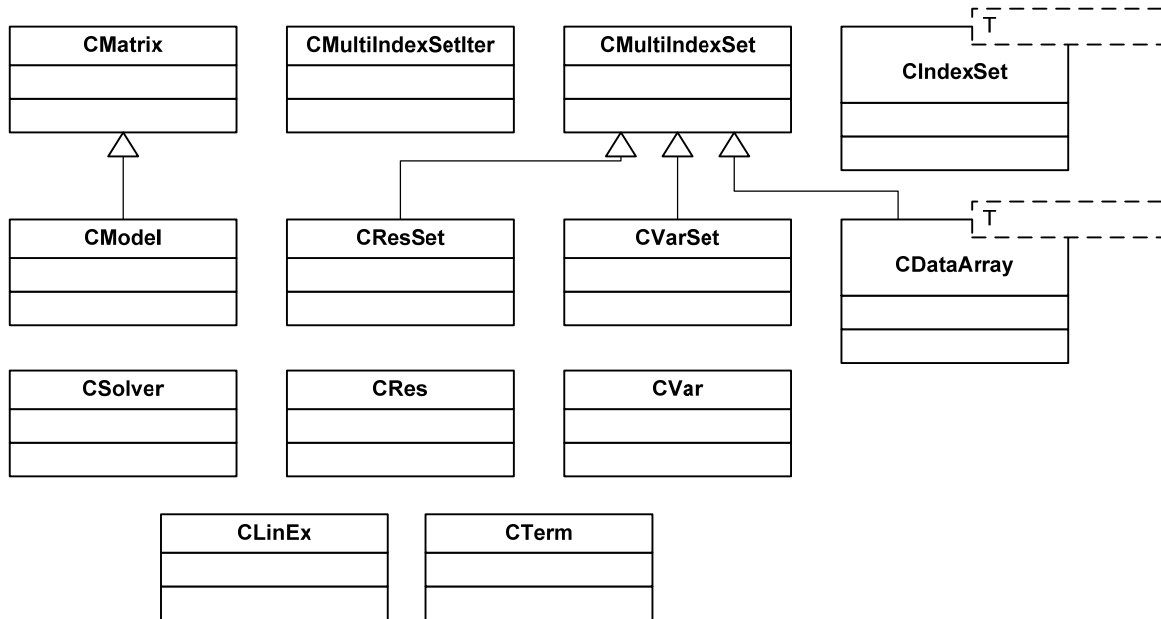 CMatrix
CMultiIndexSetIter
CMultiIndexSet
T
CIndexSet
CModel
CResSet
CVarSet
T
CDataArray
CSolver
CRes
CVar
CLinEx
CTerm